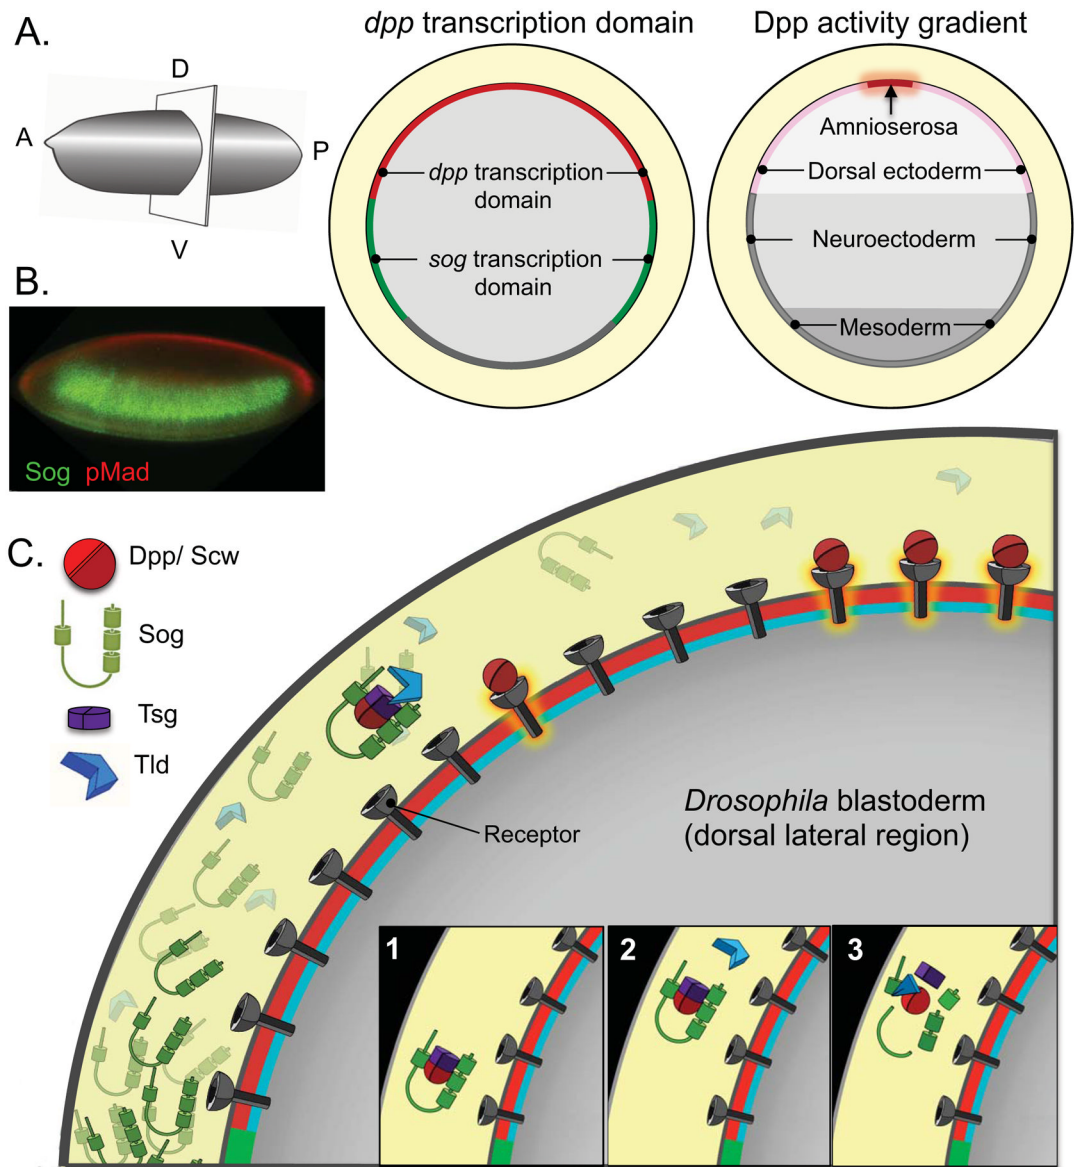 A.
D
A
P
V
dpp transcription domain
dpp transcription
domain
sog transcription
domain
Dpp activity gradient
Amnioserosa
Dorsal ectoderm
Neuroectoderm
Mesoderm
B.
Sog pMad
C.
Dpp/ Scw
Sog
Tsg
Tld
Receptor
Drosophila blastoderm
(dorsal lateral region)
1
2
3